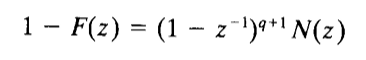 1 − F(z) = (1 − z⁻¹)^{q+1} N(z)